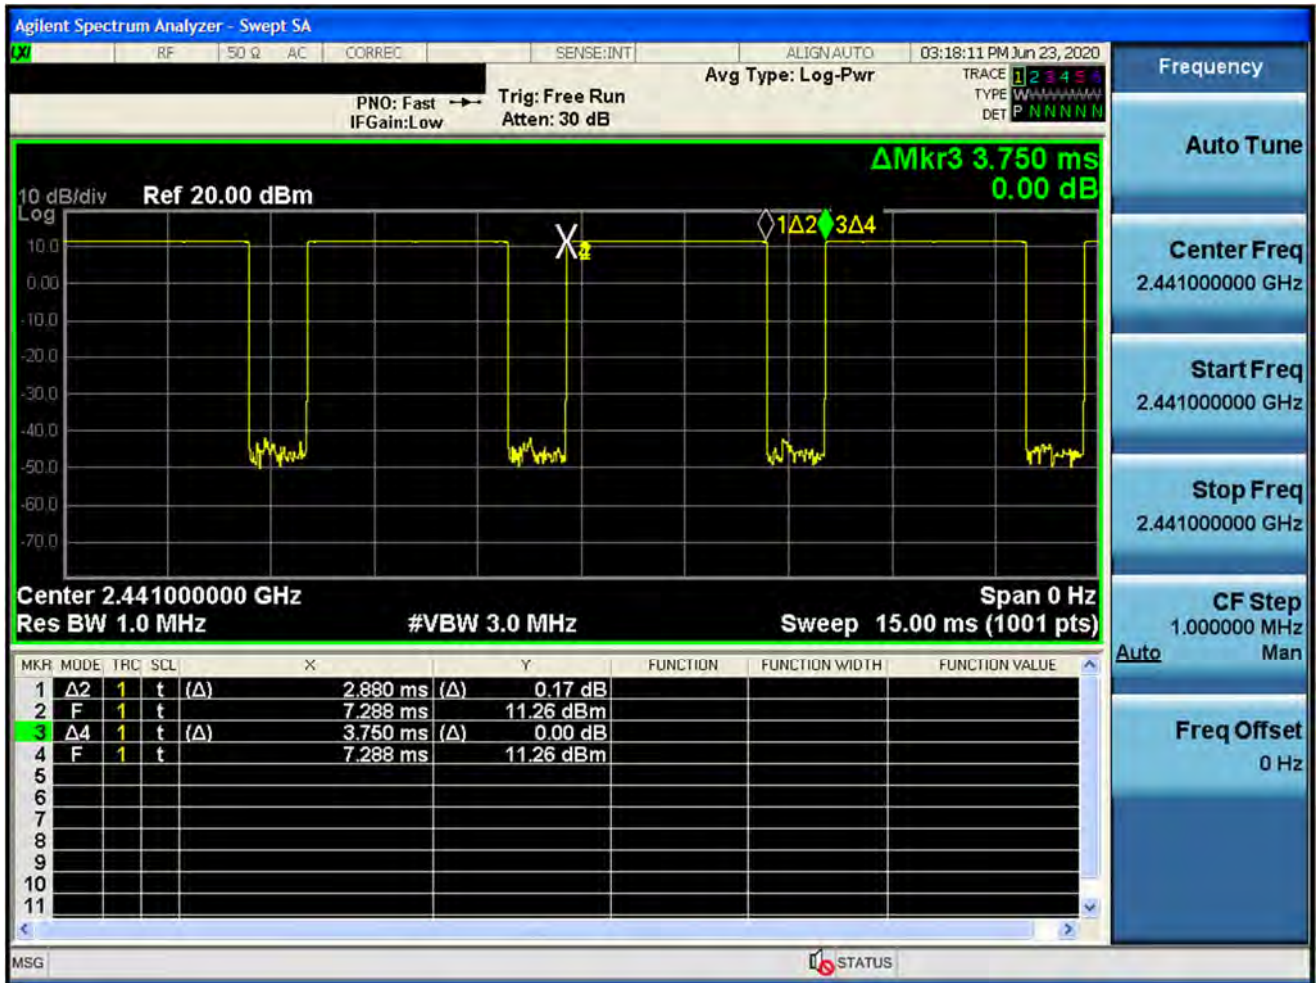 Agilent Spectrum Analyzer - Swept SA
RF 50 Ω AC CORREC SENSE:INT ALIGN AUTO 03:18:11 PM Jun 23, 2020
Avg Type: Log-Pwr
TRACE 1 2 3 4 5 6
TYPE W
DET P N N N N N
PNO: Fast
IFGain:Low
Trig: Free Run
Atten: 30 dB
ΔMkr3 3.750 ms
0.00 dB
10 dB/div
Log
Ref 20.00 dBm
1Δ2
3Δ4
10.0
0.00
-10.0
-20.0
-30.0
-40.0
-50.0
-60.0
-70.0
Center 2.441000000 GHz
Span 0 Hz
Res BW 1.0 MHz
#VBW 3.0 MHz
Sweep 15.00 ms (1001 pts)
MKR MODE TRC SCL X Y FUNCTION FUNCTION WIDTH FUNCTION VALUE
1 Δ2 1 t (Δ) 2.880 ms (Δ) 0.17 dB
2 F 1 t 7.288 ms 11.26 dBm
3 Δ4 1 t (Δ) 3.750 ms (Δ) 0.00 dB
4 F 1 t 7.288 ms 11.26 dBm
5
6
7
8
9
10
11
MSG
STATUS
Frequency
Auto Tune
Center Freq
2.441000000 GHz
Start Freq
2.441000000 GHz
Stop Freq
2.441000000 GHz
CF Step
1.000000 MHz
Auto Man
Freq Offset
0 Hz